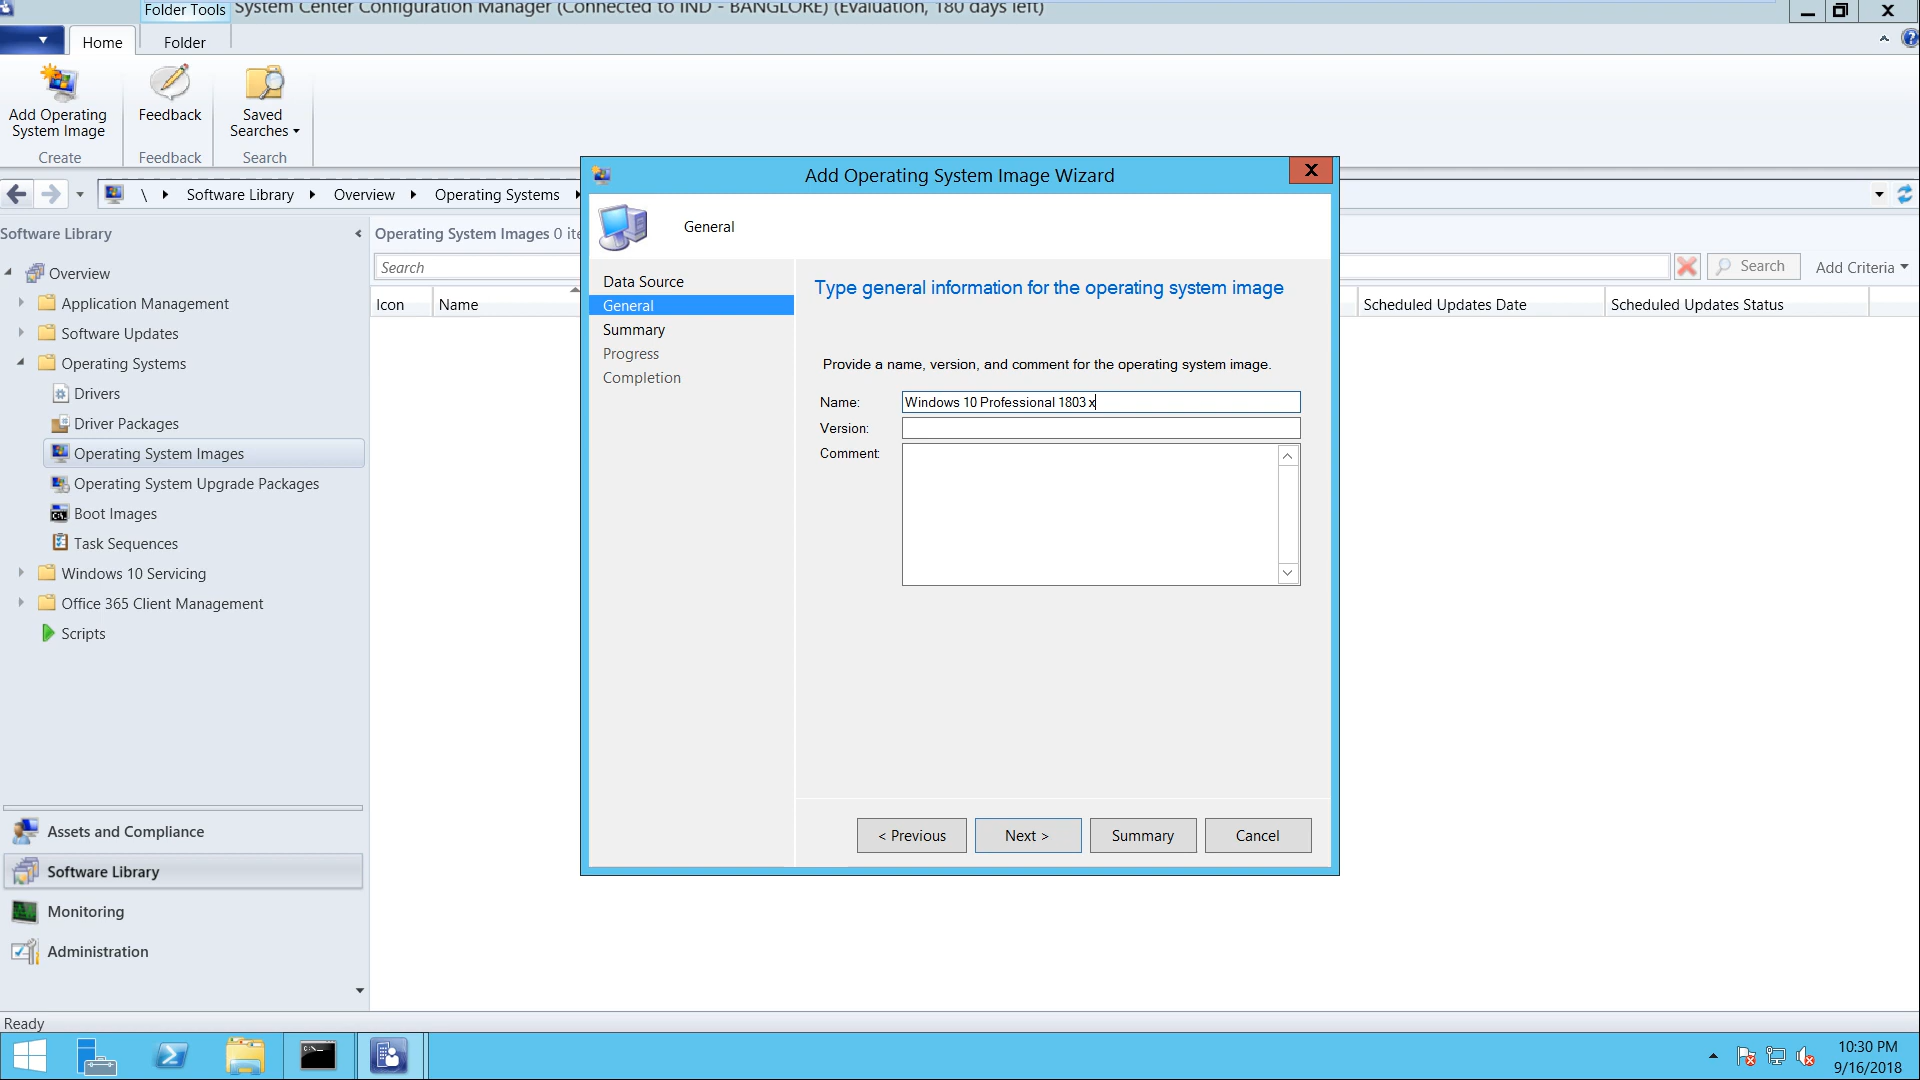 Folder Tools System Center Configuration Manager (Connected to IND - BANGLORE) (Evaluation, 180 days left)
Home Folder
Add Operating System Image
Feedback
Saved Searches
Create Feedback Search
\ Software Library Overview Operating Systems
Software Library
Overview
Application Management
Software Updates
Operating Systems
Drivers
Driver Packages
Operating System Images
Operating System Upgrade Packages
Boot Images
Task Sequences
Windows 10 Servicing
Office 365 Client Management
Scripts
Assets and Compliance
Software Library
Monitoring
Administration
Operating System Images 0
Search
Search Add Criteria
Icon Name Scheduled Updates Date Scheduled Updates Status
Add Operating System Image Wizard
X
General
Data Source
General
Summary
Progress
Completion
Type general information for the operating system image
Provide a name, version, and comment for the operating system image.
Name: Windows 10 Professional 1803 x
Version:
Comment:
< Previous Next > Summary Cancel
Ready
10:30 PM
9/16/2018